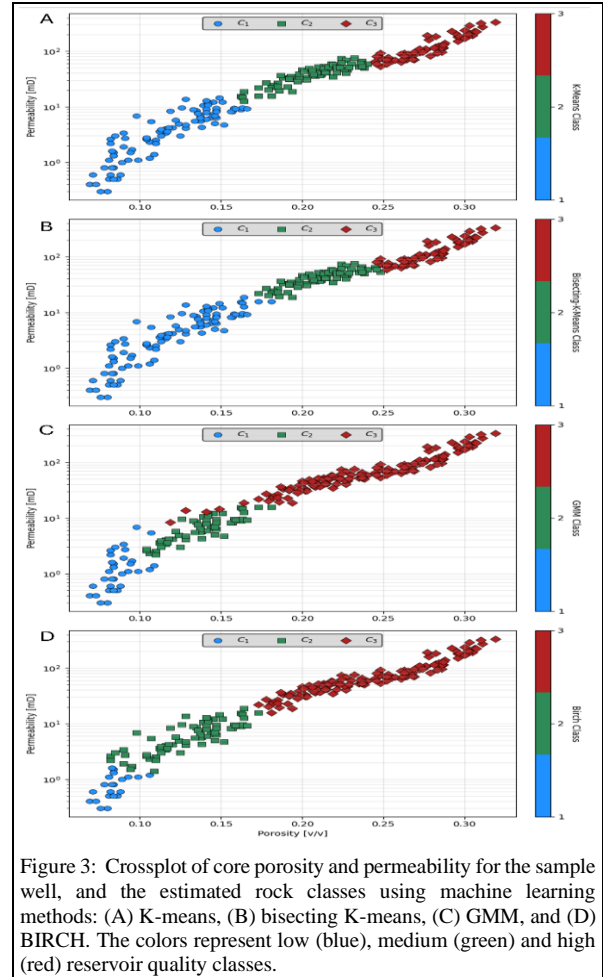 A
C₁ C₂ C₃
Permeability [mD]
10²
10¹
10⁰
0.10 0.15 0.20 0.25 0.30
3
2
1
K-Means Class
B
C₁ C₂ C₃
Permeability [mD]
10²
10¹
10⁰
0.10 0.15 0.20 0.25 0.30
3
2
1
Bisecting-K-Means Class
C
C₁ C₂ C₃
Permeability [mD]
10²
10¹
10⁰
0.10 0.15 0.20 0.25 0.30
3
2
1
GMM Class
D
C₁ C₂ C₃
Permeability [mD]
10²
10¹
10⁰
0.10 0.15 0.20 0.25 0.30
Porosity [v/v]
3
2
1
Birch Class
Figure 3: Crossplot of core porosity and permeability for the sample
well, and the estimated rock classes using machine learning
methods: (A) K-means, (B) bisecting K-means, (C) GMM, and (D)
BIRCH. The colors represent low (blue), medium (green) and high
(red) reservoir quality classes.